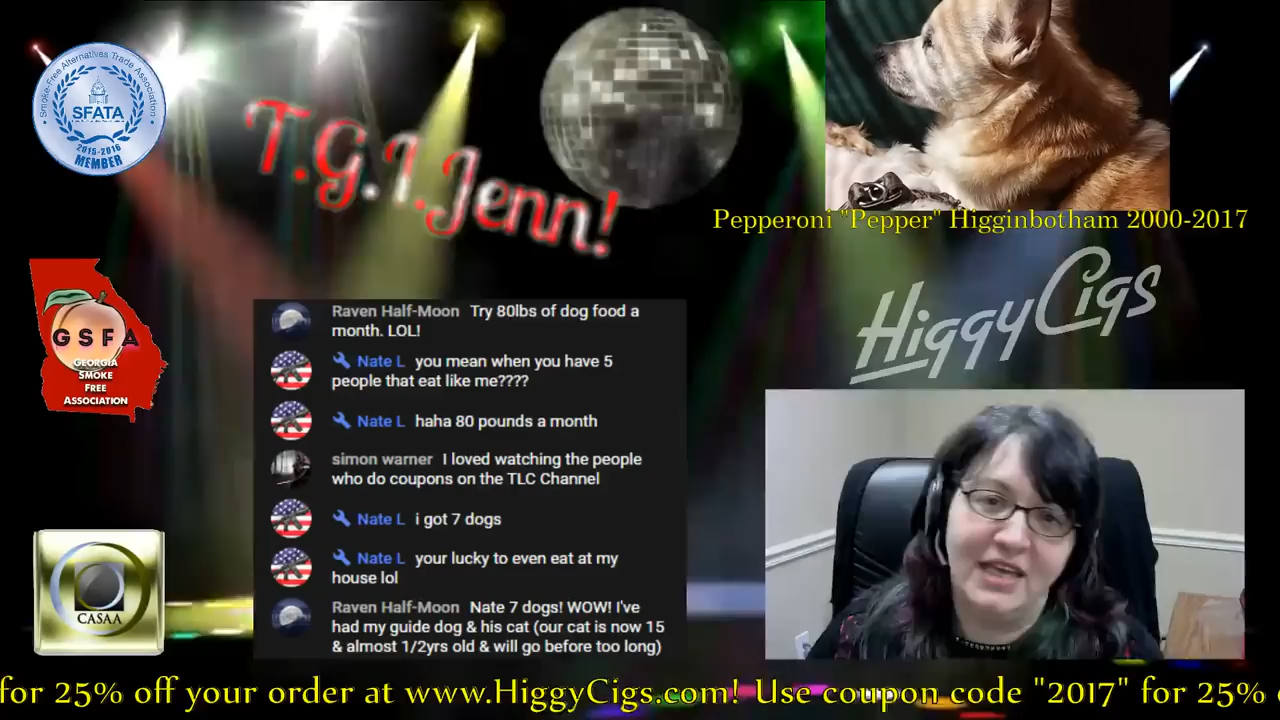 Smoke-Free Alternatives Trade Association
SFATA
2015-2016
MEMBER
T.G.I.Jenn!
Pepperoni "Pepper" Higginbotham 2000-2017
HiggyCigs
GSFA
GEORGIA
SMOKE
FREE
ASSOCIATION
CASAA
Raven Half-Moon Try 80lbs of dog food a
month. LOL!
Nate L you mean when you have 5
people that eat like me????
Nate L haha 80 pounds a month
simon warner I loved watching the people
who do coupons on the TLC Channel
Nate L i got 7 dogs
Nate L your lucky to even eat at my
house lol
Raven Half-Moon Nate 7 dogs! WOW! I've
had my guide dog & his cat (our cat is now 15
& almost 1/2yrs old & will go before too long)
for 25% off your order at www.HiggyCigs.com! Use coupon code "2017" for 25%